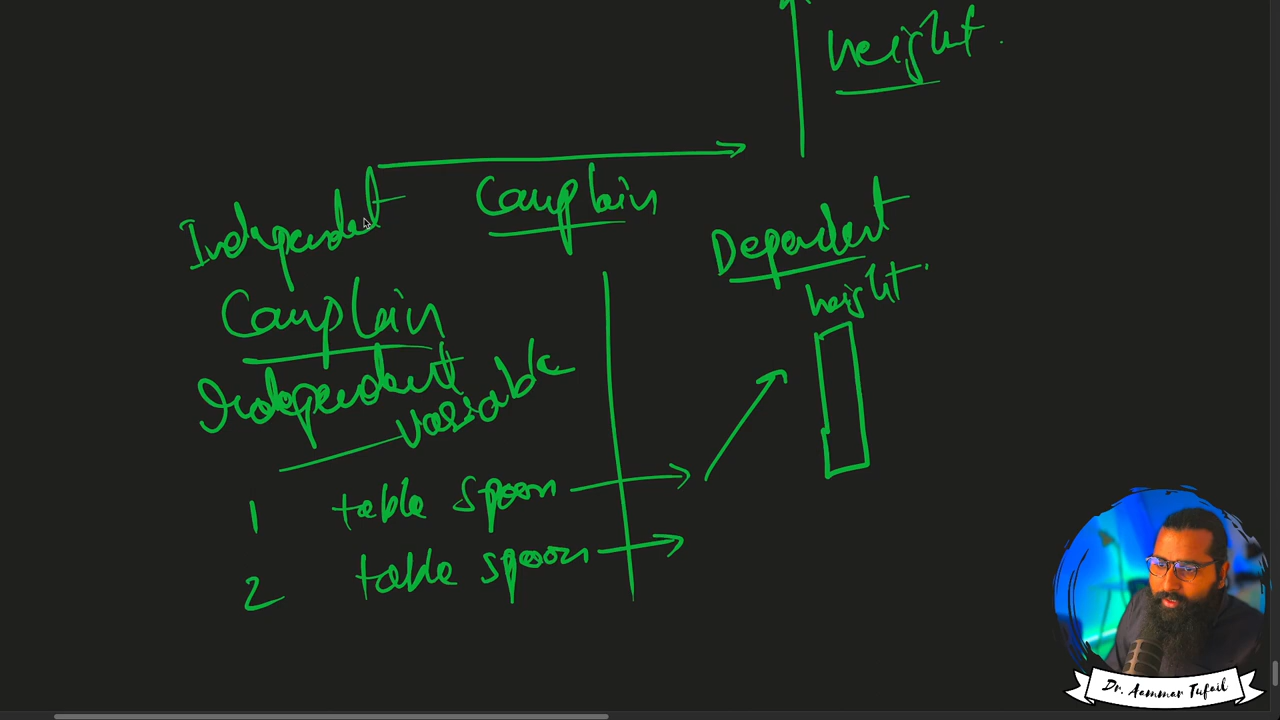 height.
Independent
Complain
Dependent
height.
Complain
Independent
variable
1 table spoon
2 table spoon
Dr. Aammar Tufail